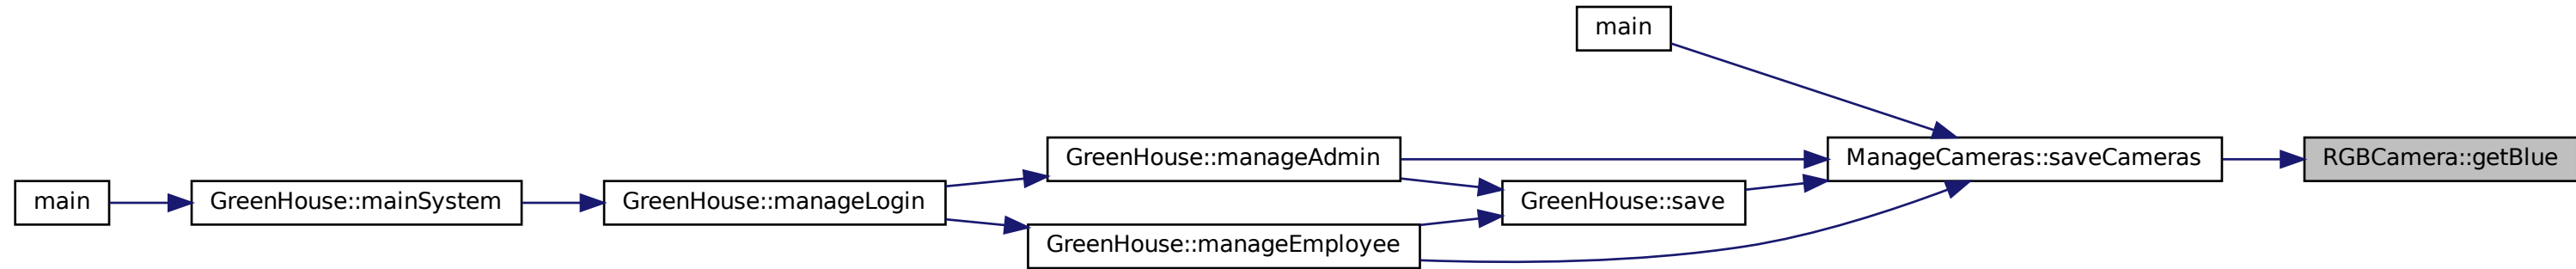 main
GreenHouse::manageAdmin
ManageCameras::saveCameras
RGBCamera::getBlue
main
GreenHouse::mainSystem
GreenHouse::manageLogin
GreenHouse::save
GreenHouse::manageEmployee